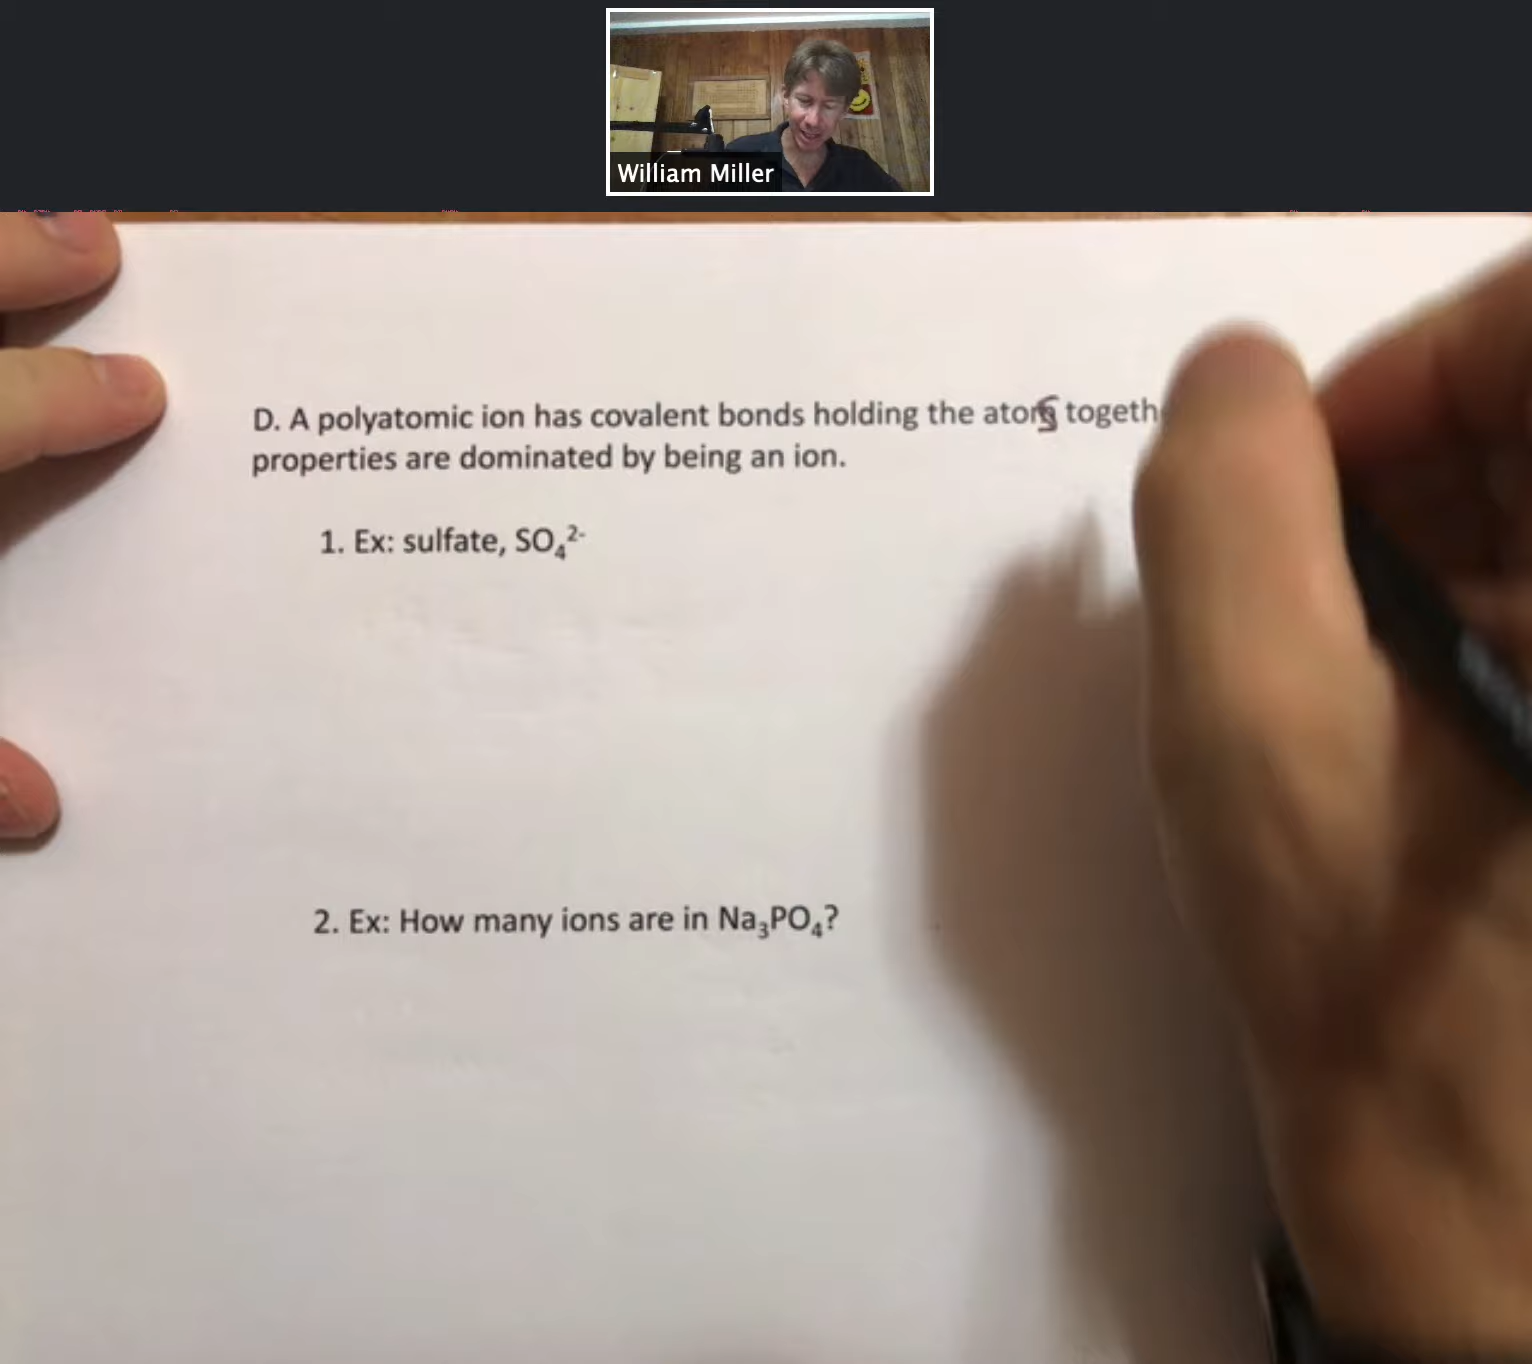 William Miller
D. A polyatomic ion has covalent bonds holding the atoms togeth
properties are dominated by being an ion.
1. Ex: sulfate, SO₄²⁻
2. Ex: How many ions are in Na₃PO₄?